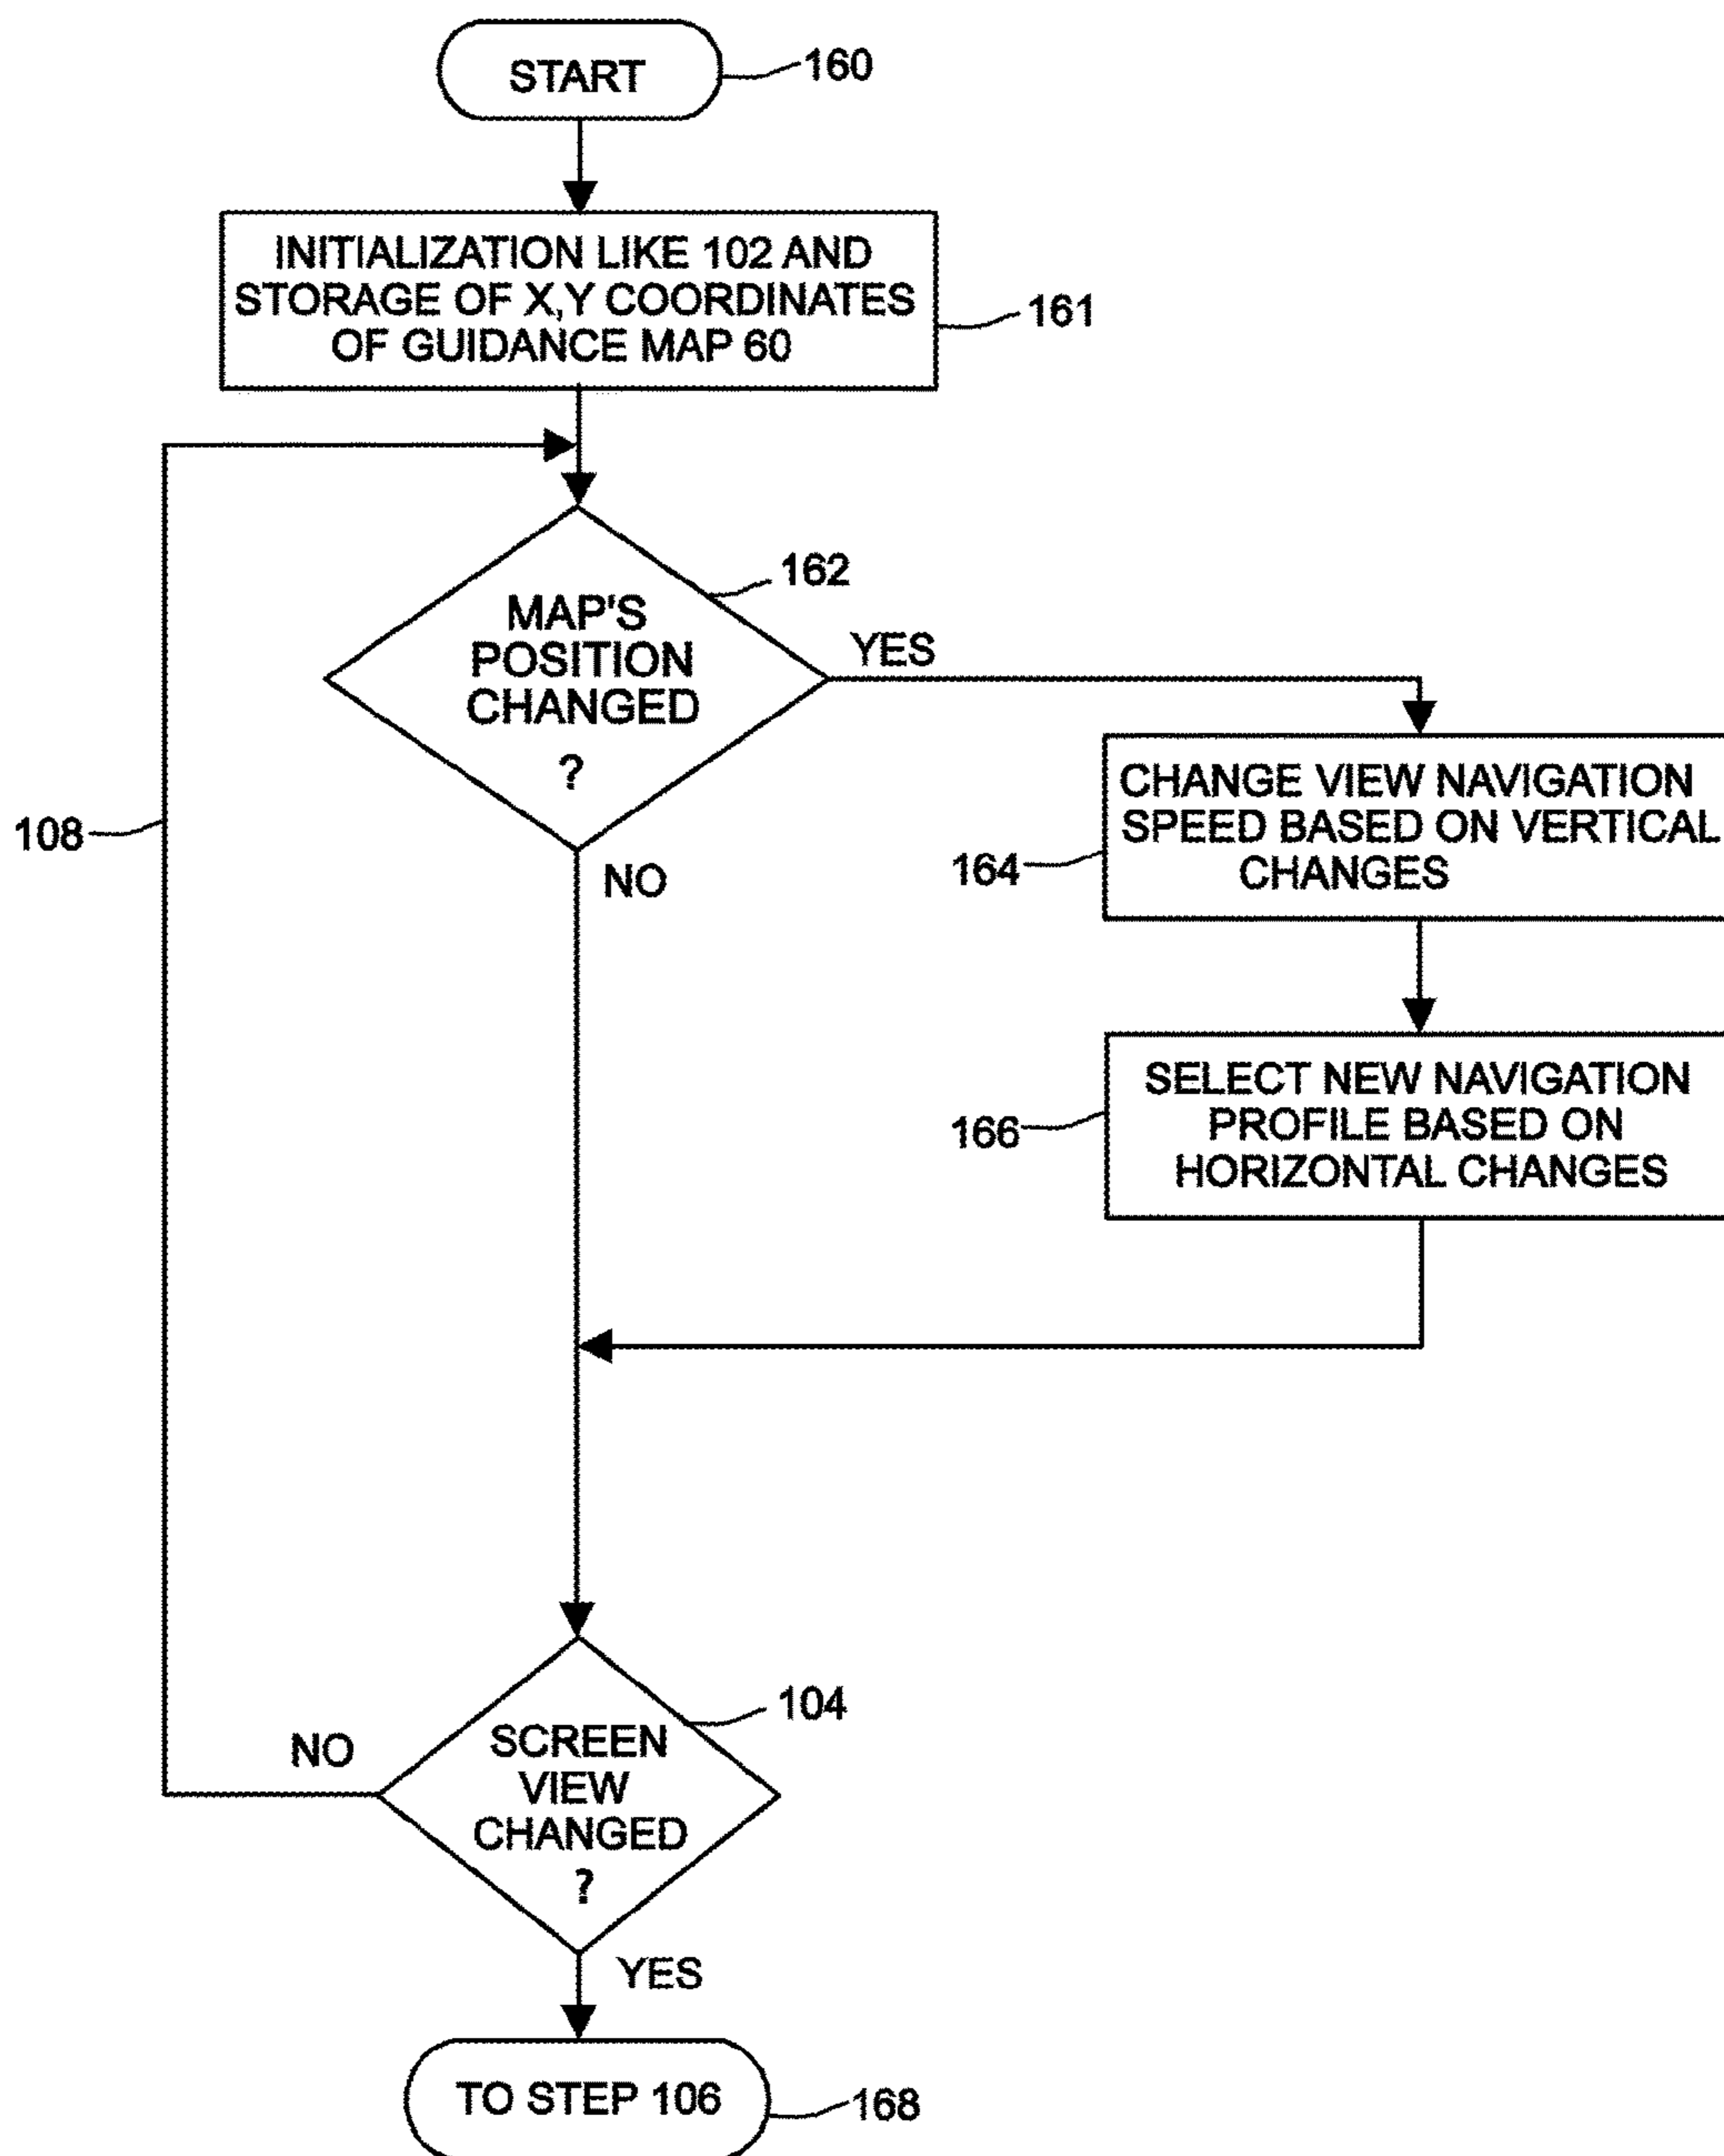 START
160
INITIALIZATION LIKE 102 AND
STORAGE OF X,Y COORDINATES
OF GUIDANCE MAP 60
161
162
MAP'S
POSITION
CHANGED
?
YES
NO
108
CHANGE VIEW NAVIGATION
SPEED BASED ON VERTICAL
CHANGES
164
SELECT NEW NAVIGATION
PROFILE BASED ON
HORIZONTAL CHANGES
166
104
SCREEN
VIEW
CHANGED
?
NO
YES
TO STEP 106
168